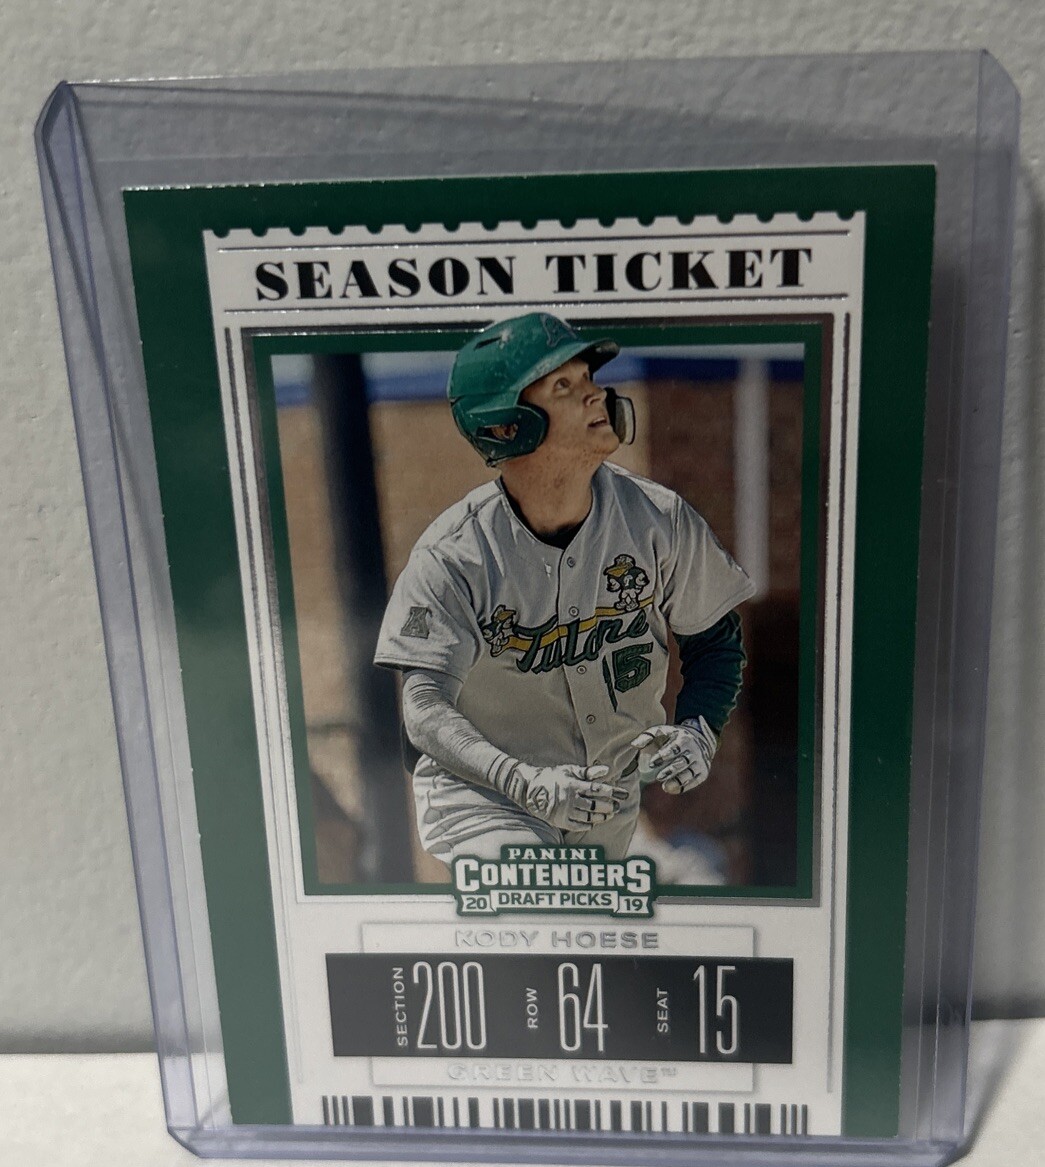 SEASON TICKET
Tulane
15
PANINI
CONTENDERS
20 DRAFT PICKS 19
KODY HOESE
SECTION 200 ROW 64 SEAT 15
GREEN WAVE™